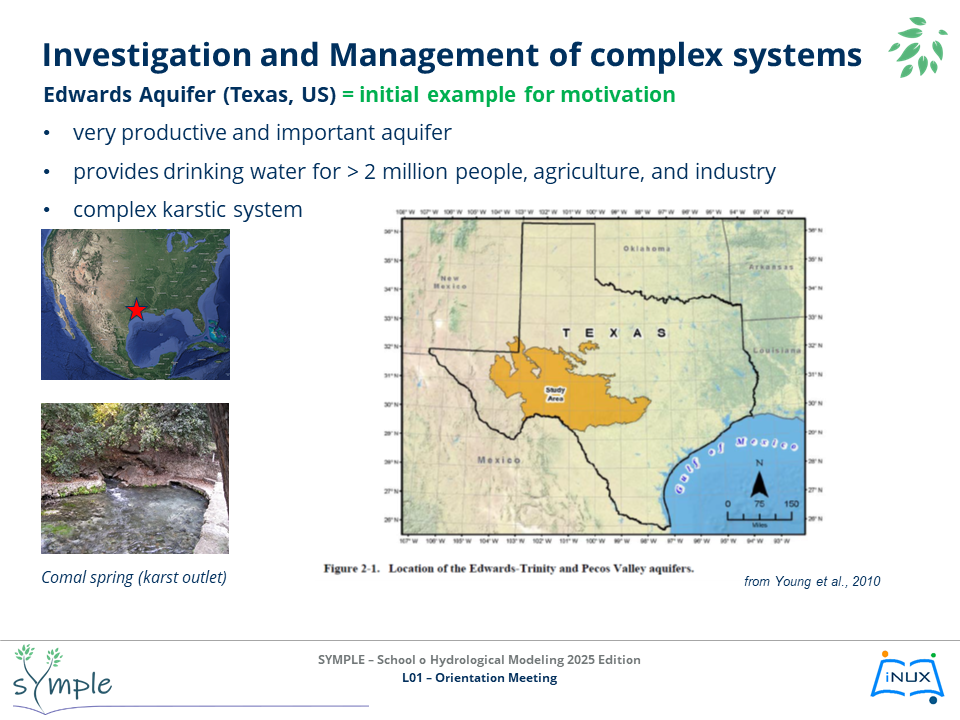 Investigation and Management of complex systems
Edwards Aquifer (Texas, US) = initial example for motivation
• very productive and important aquifer
• provides drinking water for > 2 million people, agriculture, and industry
• complex karstic system
Oklahoma
New
Mexico
Arkansas
T E X A S
Louisiana
Study
Area
Mexico
Gulf of Mexico
N
0 75 150
Miles
Figure 2-1. Location of the Edwards-Trinity and Pecos Valley aquifers.
Comal spring (karst outlet)
from Young et al., 2010
SYMPLE – School o Hydrological Modeling 2025 Edition
L01 – Orientation Meeting
sYmple
iNUX